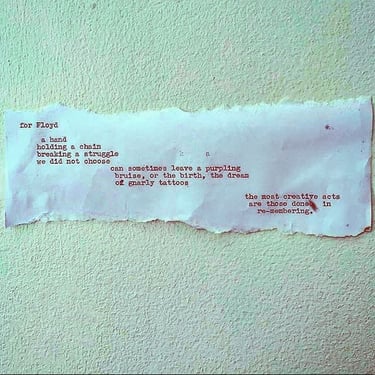 for Floyd
a hand
holding a chain
breaking a struggle
we did not choose
can sometimes leave a purpling
bruise, or the birth, the dream
of gnarly tattoos
the most creative acts
are those done in
re-membering.